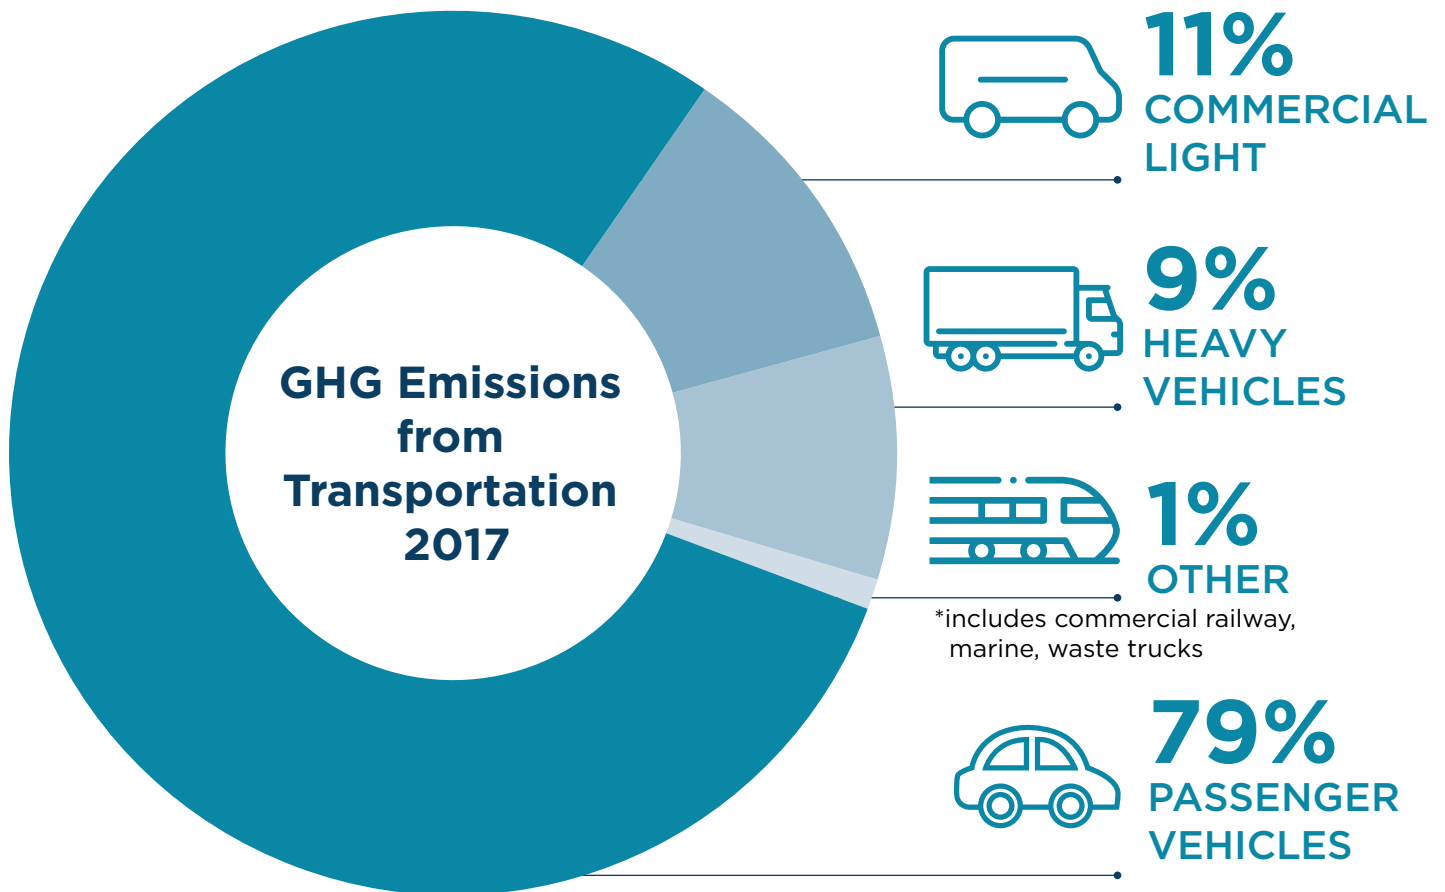 GHG Emissions
from
Transportation
2017
11%
COMMERCIAL
LIGHT
9%
HEAVY
VEHICLES
1%
OTHER
*includes commercial railway,
marine, waste trucks
79%
PASSENGER
VEHICLES